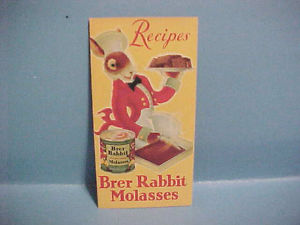 Recipes
Brer
Rabbit
Molasses
Brer Rabbit
Molasses